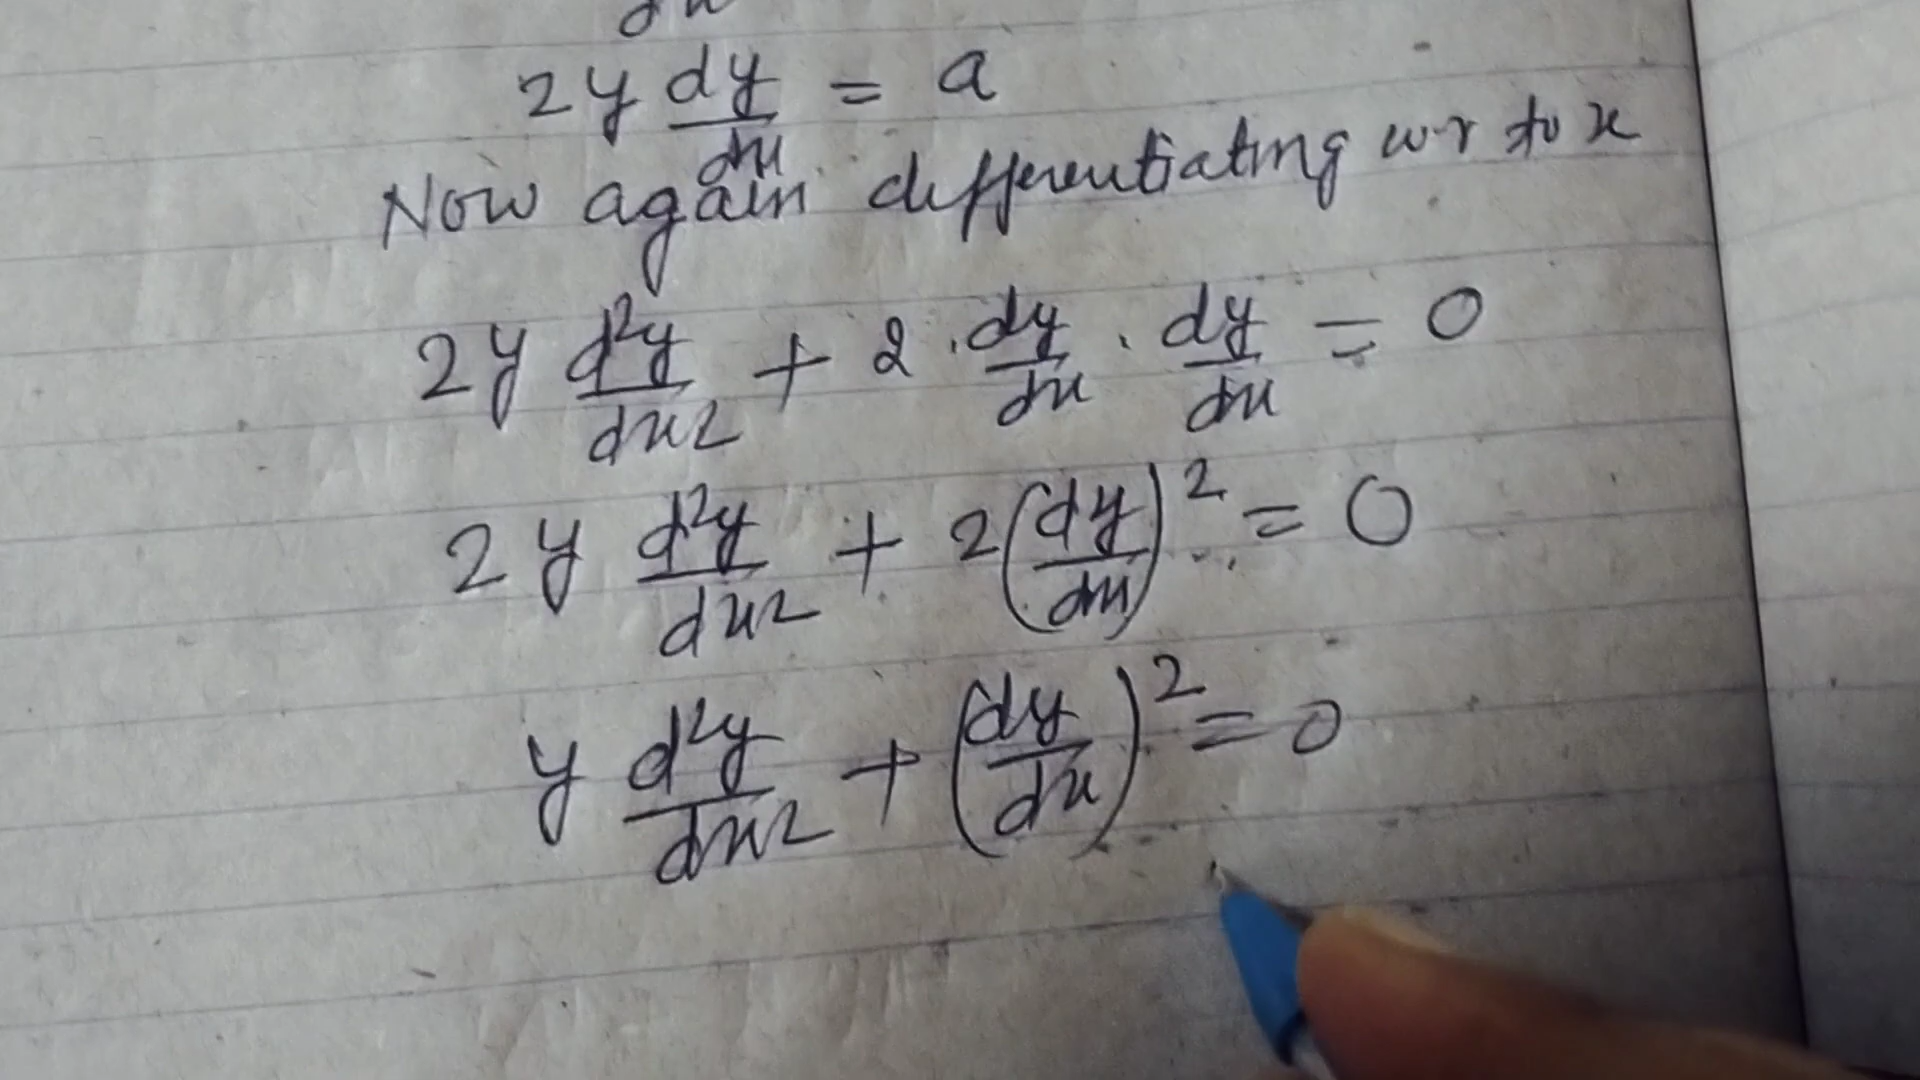 2y dy/dx = a
Now again differentiating w·r to x
2y d²y/dx² + 2 · dy/dx · dy/dx = 0
2y d²y/dx² + 2(dy/dx)² = 0
y d²y/dx² + (dy/dx)² = 0